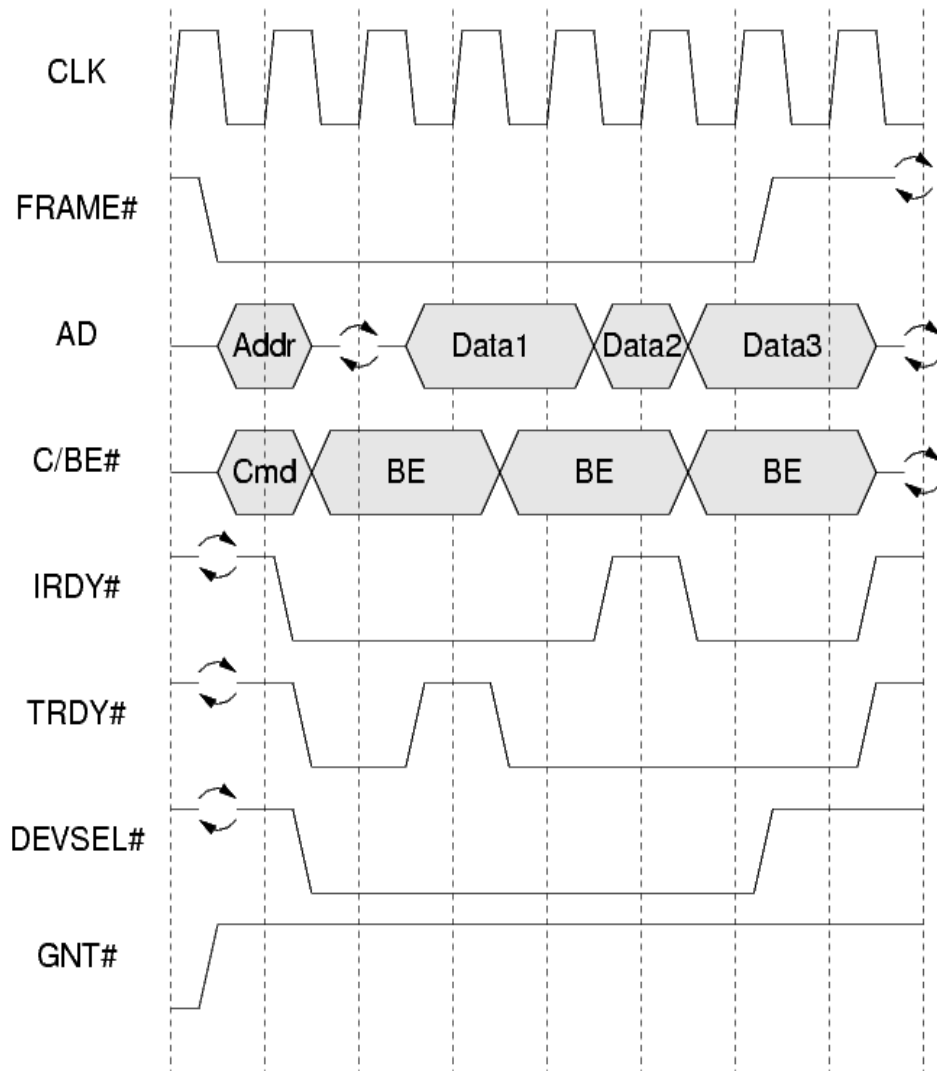 CLK
FRAME#
AD Addr Data1 Data2 Data3
C/BE# Cmd BE BE BE
IRDY#
TRDY#
DEVSEL#
GNT#